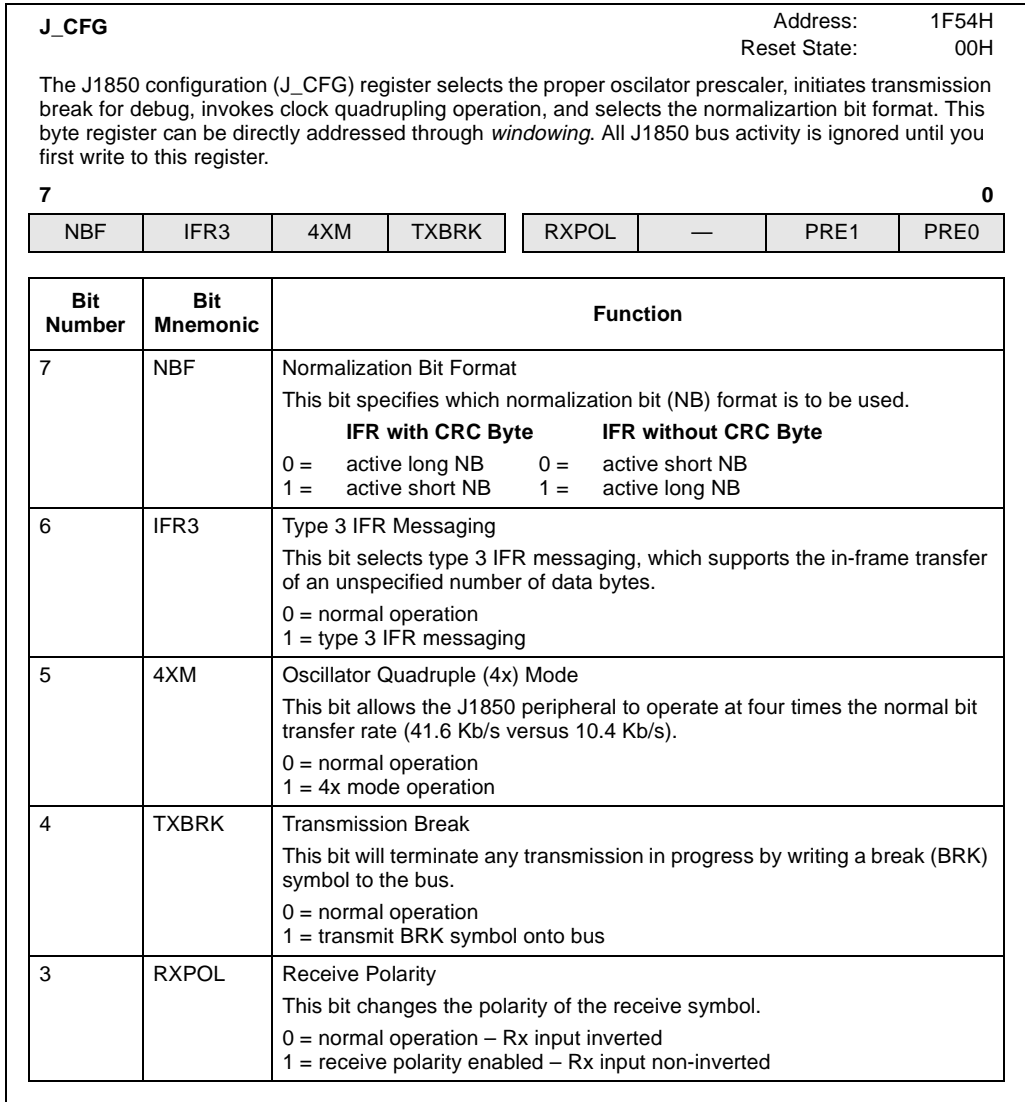 J_CFG
Address: 1F54H
Reset State: 00H
The J1850 configuration (J_CFG) register selects the proper oscilator prescaler, initiates transmission
break for debug, invokes clock quadrupling operation, and selects the normalizartion bit format. This
byte register can be directly addressed through windowing. All J1850 bus activity is ignored until you
first write to this register.
7 0
NBF IFR3 4XM TXBRK RXPOL — PRE1 PRE0
Bit Number Bit Mnemonic Function
7 NBF Normalization Bit Format
This bit specifies which normalization bit (NB) format is to be used.
IFR with CRC Byte IFR without CRC Byte
0 = active long NB 0 = active short NB
1 = active short NB 1 = active long NB
6 IFR3 Type 3 IFR Messaging
This bit selects type 3 IFR messaging, which supports the in-frame transfer
of an unspecified number of data bytes.
0 = normal operation
1 = type 3 IFR messaging
5 4XM Oscillator Quadruple (4x) Mode
This bit allows the J1850 peripheral to operate at four times the normal bit
transfer rate (41.6 Kb/s versus 10.4 Kb/s).
0 = normal operation
1 = 4x mode operation
4 TXBRK Transmission Break
This bit will terminate any transmission in progress by writing a break (BRK)
symbol to the bus.
0 = normal operation
1 = transmit BRK symbol onto bus
3 RXPOL Receive Polarity
This bit changes the polarity of the receive symbol.
0 = normal operation – Rx input inverted
1 = receive polarity enabled – Rx input non-inverted